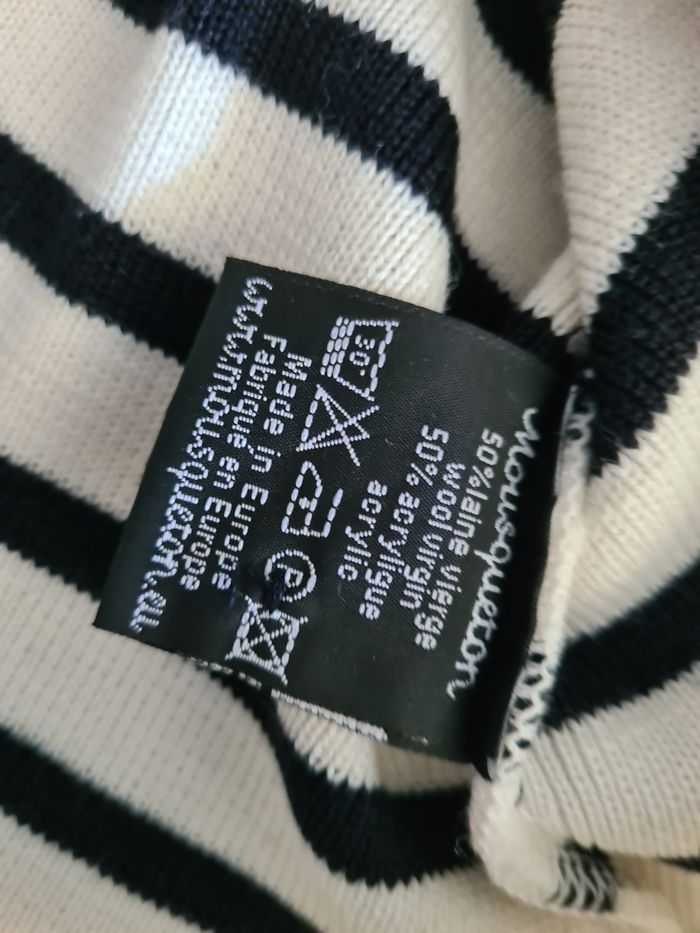 mousqueton
50%laine vierge
wool virgin
50% acrylique
acrylic
30°
P
Made in Europe
Fabriqué en Europe
www.mousqueton.eu